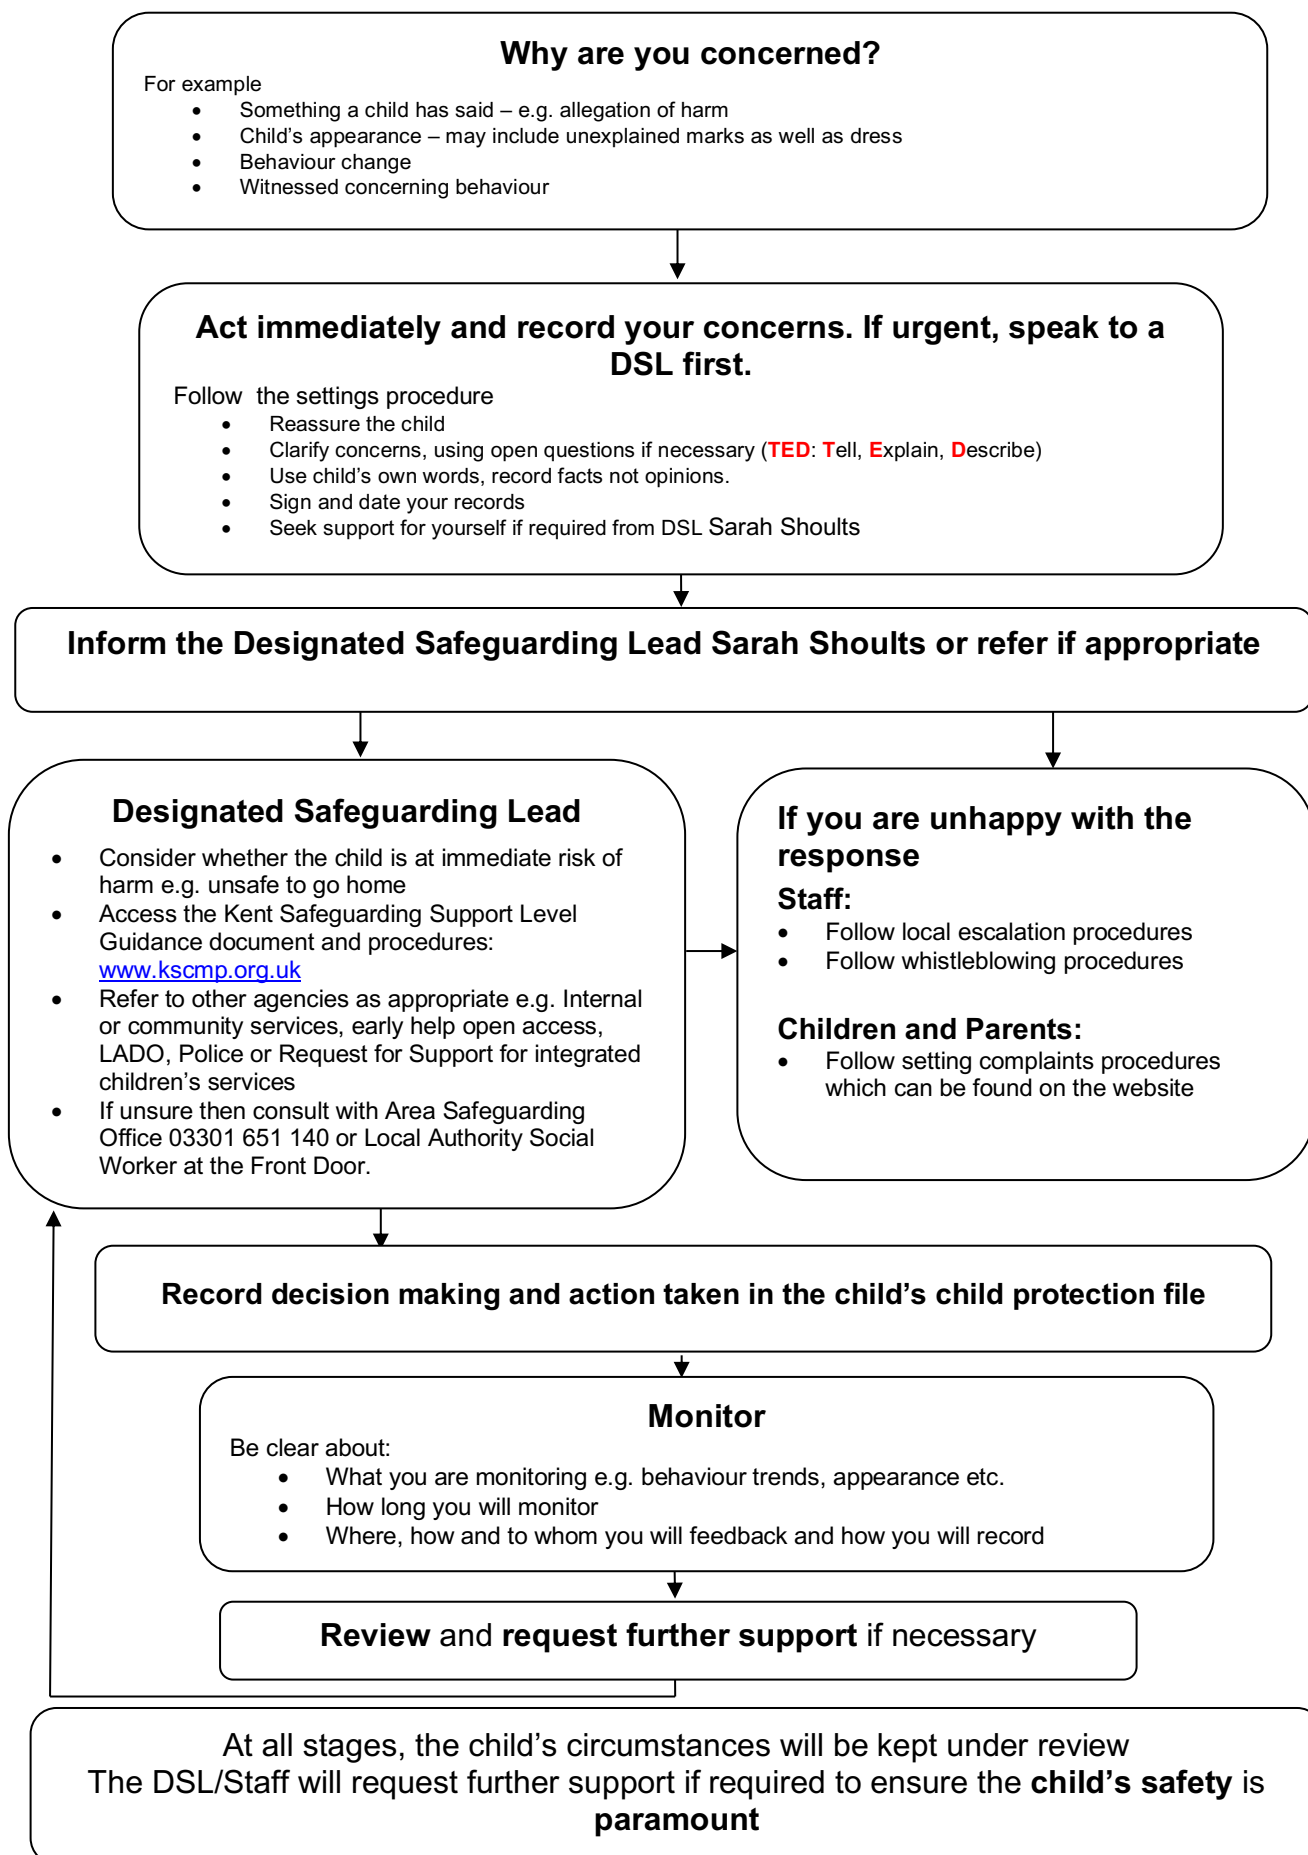 Why are you concerned?
For example
• Something a child has said – e.g. allegation of harm
• Child’s appearance – may include unexplained marks as well as dress
• Behaviour change
• Witnessed concerning behaviour
Act immediately and record your concerns. If urgent, speak to a
DSL first.
Follow  the settings procedure
• Reassure the child
• Clarify concerns, using open questions if necessary (TED: Tell, Explain, Describe)
• Use child’s own words, record facts not opinions.
• Sign and date your records
• Seek support for yourself if required from DSL Sarah Shoults
Inform the Designated Safeguarding Lead Sarah Shoults or refer if appropriate
Designated Safeguarding Lead
• Consider whether the child is at immediate risk of
harm e.g. unsafe to go home
• Access the Kent Safeguarding Support Level
Guidance document and procedures:
www.kscmp.org.uk
• Refer to other agencies as appropriate e.g. Internal
or community services, early help open access,
LADO, Police or Request for Support for integrated
children’s services
• If unsure then consult with Area Safeguarding
Office 03301 651 140 or Local Authority Social
Worker at the Front Door.
If you are unhappy with the
response
Staff:
• Follow local escalation procedures
• Follow whistleblowing procedures
Children and Parents:
• Follow setting complaints procedures
which can be found on the website
Record decision making and action taken in the child’s child protection file
Monitor
Be clear about:
• What you are monitoring e.g. behaviour trends, appearance etc.
• How long you will monitor
• Where, how and to whom you will feedback and how you will record
Review and request further support if necessary
At all stages, the child’s circumstances will be kept under review
The DSL/Staff will request further support if required to ensure the child’s safety is
paramount